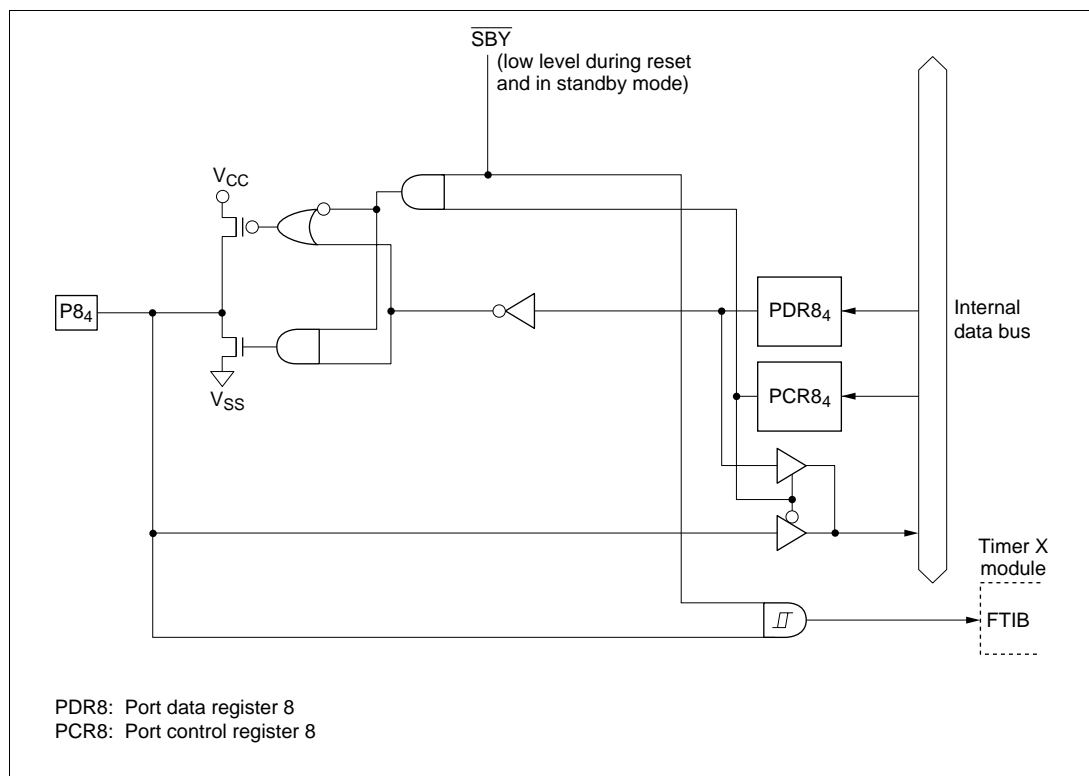 SBY
(low level during reset
and in standby mode)
VCC
P84
VSS
PDR84
PCR84
Internal
data bus
Timer X
module
FTIB
PDR8: Port data register 8
PCR8: Port control register 8